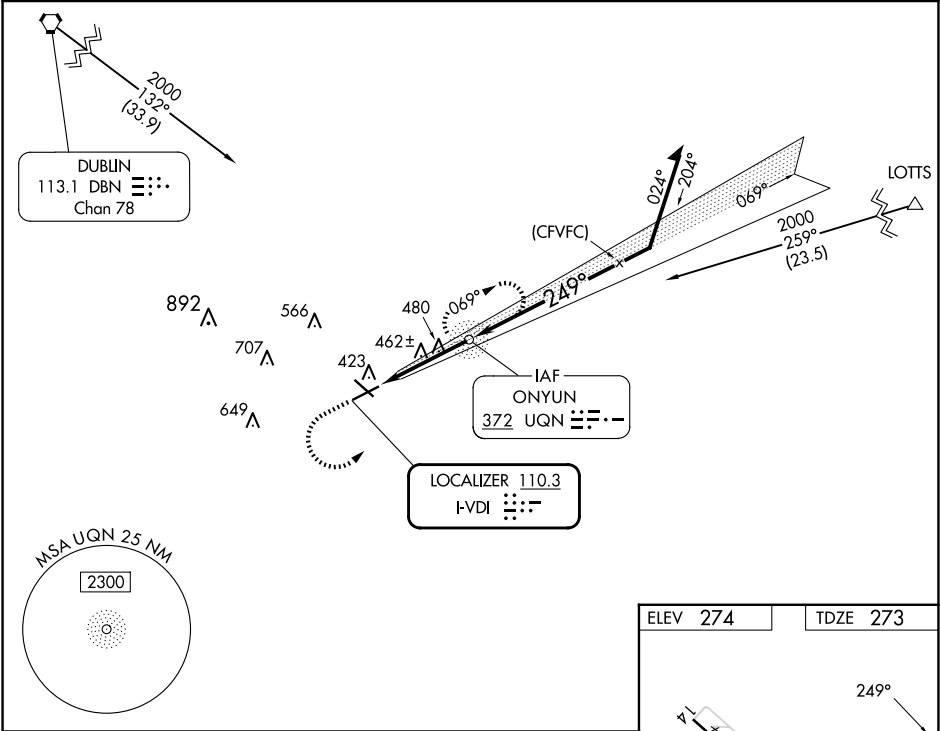 2000
132°
(33.9)
DUBLIN
113.1 DBN
Chan 78
024°
204°
069°
LOTTS
2000
259°
(23.5)
(CFVFC)
249°
069°
892
566
480
462±
707
423
649
IAF
ONYUN
372 UQN
LOCALIZER 110.3
I-VDI
MSA UQN 25 NM
2300
ELEV 274
TDZE 273
249°
14